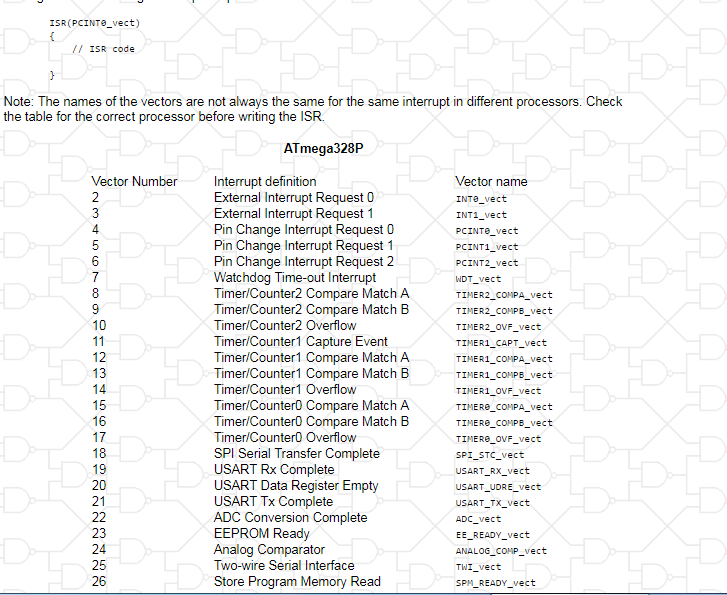 ISR(PCINT0_vect)
{
// ISR code
}
Note: The names of the vectors are not always the same for the same interrupt in different processors. Check
the table for the correct processor before writing the ISR.
ATmega328P
Vector Number Interrupt definition Vector name
2 External Interrupt Request 0 INT0_vect
3 External Interrupt Request 1 INT1_vect
4 Pin Change Interrupt Request 0 PCINT0_vect
5 Pin Change Interrupt Request 1 PCINT1_vect
6 Pin Change Interrupt Request 2 PCINT2_vect
7 Watchdog Time-out Interrupt WDT_vect
8 Timer/Counter2 Compare Match A TIMER2_COMPA_vect
9 Timer/Counter2 Compare Match B TIMER2_COMPB_vect
10 Timer/Counter2 Overflow TIMER2_OVF_vect
11 Timer/Counter1 Capture Event TIMER1_CAPT_vect
12 Timer/Counter1 Compare Match A TIMER1_COMPA_vect
13 Timer/Counter1 Compare Match B TIMER1_COMPB_vect
14 Timer/Counter1 Overflow TIMER1_OVF_vect
15 Timer/Counter0 Compare Match A TIMER0_COMPA_vect
16 Timer/Counter0 Compare Match B TIMER0_COMPB_vect
17 Timer/Counter0 Overflow TIMER0_OVF_vect
18 SPI Serial Transfer Complete SPI_STC_vect
19 USART Rx Complete USART_RX_vect
20 USART Data Register Empty USART_UDRE_vect
21 USART Tx Complete USART_TX_vect
22 ADC Conversion Complete ADC_vect
23 EEPROM Ready EE_READY_vect
24 Analog Comparator ANALOG_COMP_vect
25 Two-wire Serial Interface TWI_vect
26 Store Program Memory Read SPM_READY_vect